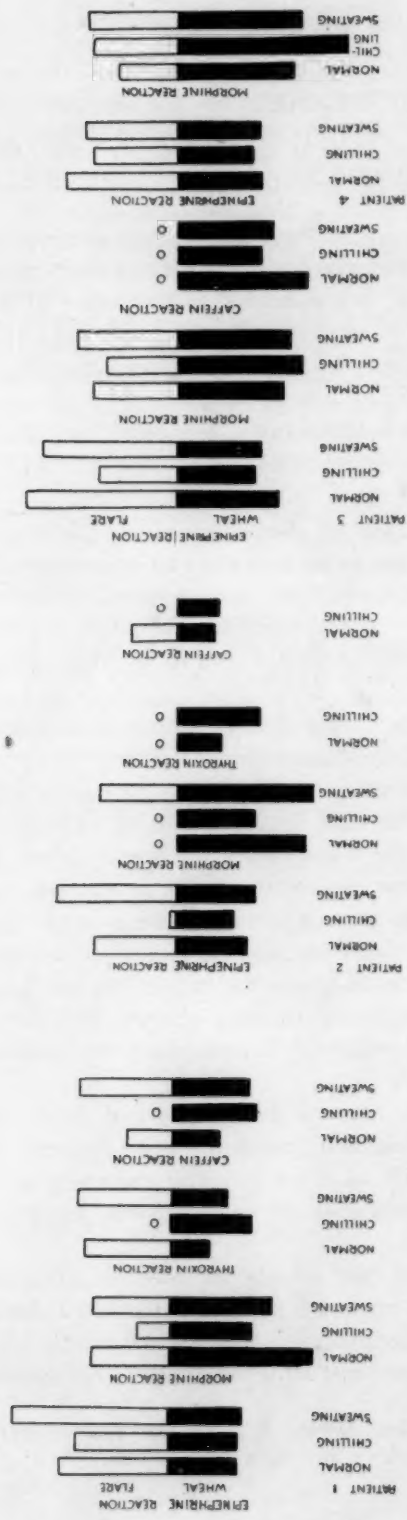 EPINEPHRINE REACTION
PATIENT 1 WHEAL FLARE
NORMAL
CHILLING
SWEATING
MORPHINE REACTION
NORMAL
CHILLING
SWEATING
THYROXIN REACTION
NORMAL
CHILLING O
SWEATING
CAFFEIN REACTION
NORMAL
CHILLING O
SWEATING
PATIENT 2 EPINEPHRINE REACTION
NORMAL
CHILLING
SWEATING
MORPHINE REACTION
NORMAL O
CHILLING O
SWEATING
THYROXIN REACTION
NORMAL O
CHILLING O
CAFFEIN REACTION
NORMAL
CHILLING O
EPINEPHRINE REACTION
PATIENT 3 WHEAL FLARE
NORMAL
CHILLING
SWEATING
MORPHINE REACTION
NORMAL
CHILLING
SWEATING
CAFFEIN REACTION
NORMAL O
CHILLING O
SWEATING O
PATIENT 4 EPINEPHRINE REACTION
NORMAL
CHILLING
SWEATING
MORPHINE REACTION
NORMAL
CHIL-
LING
SWEATING